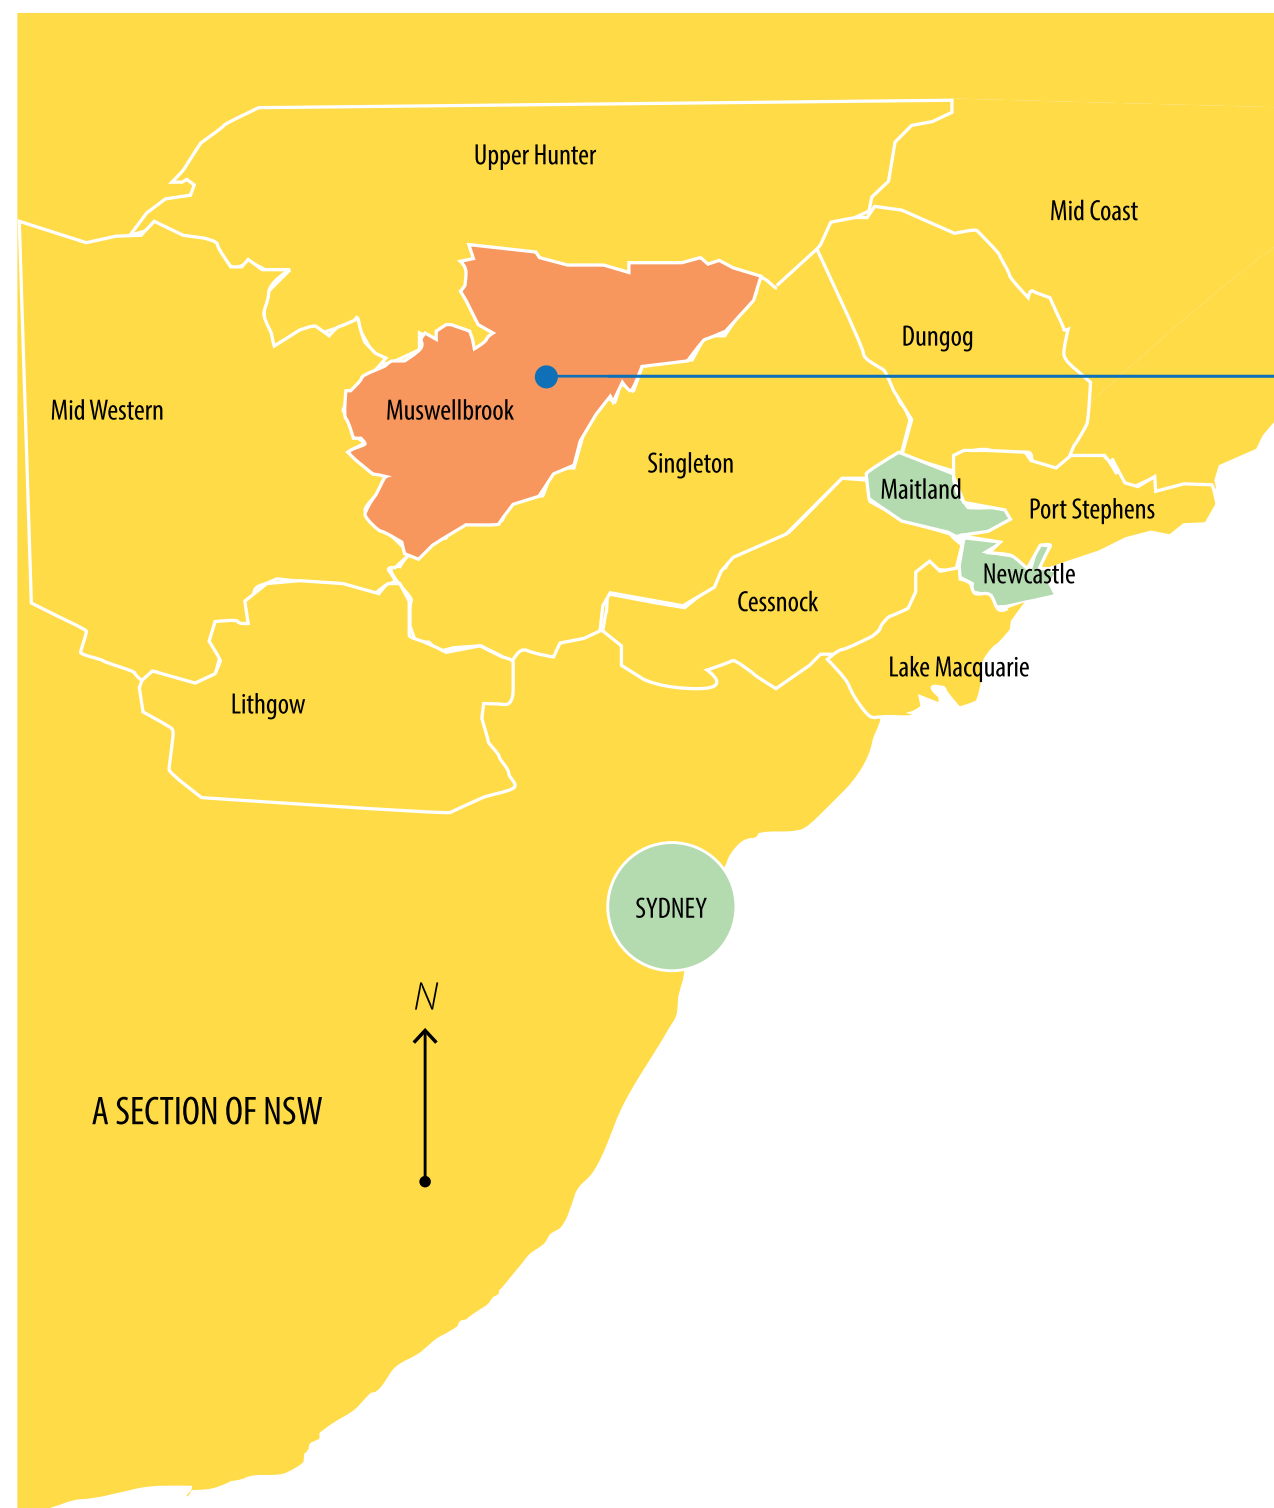 Upper Hunter
Mid Coast
Dungog
Mid Western
Muswellbrook
Singleton
Maitland
Port Stephens
Newcastle
Cessnock
Lake Macquarie
Lithgow
SYDNEY
N
A SECTION OF NSW